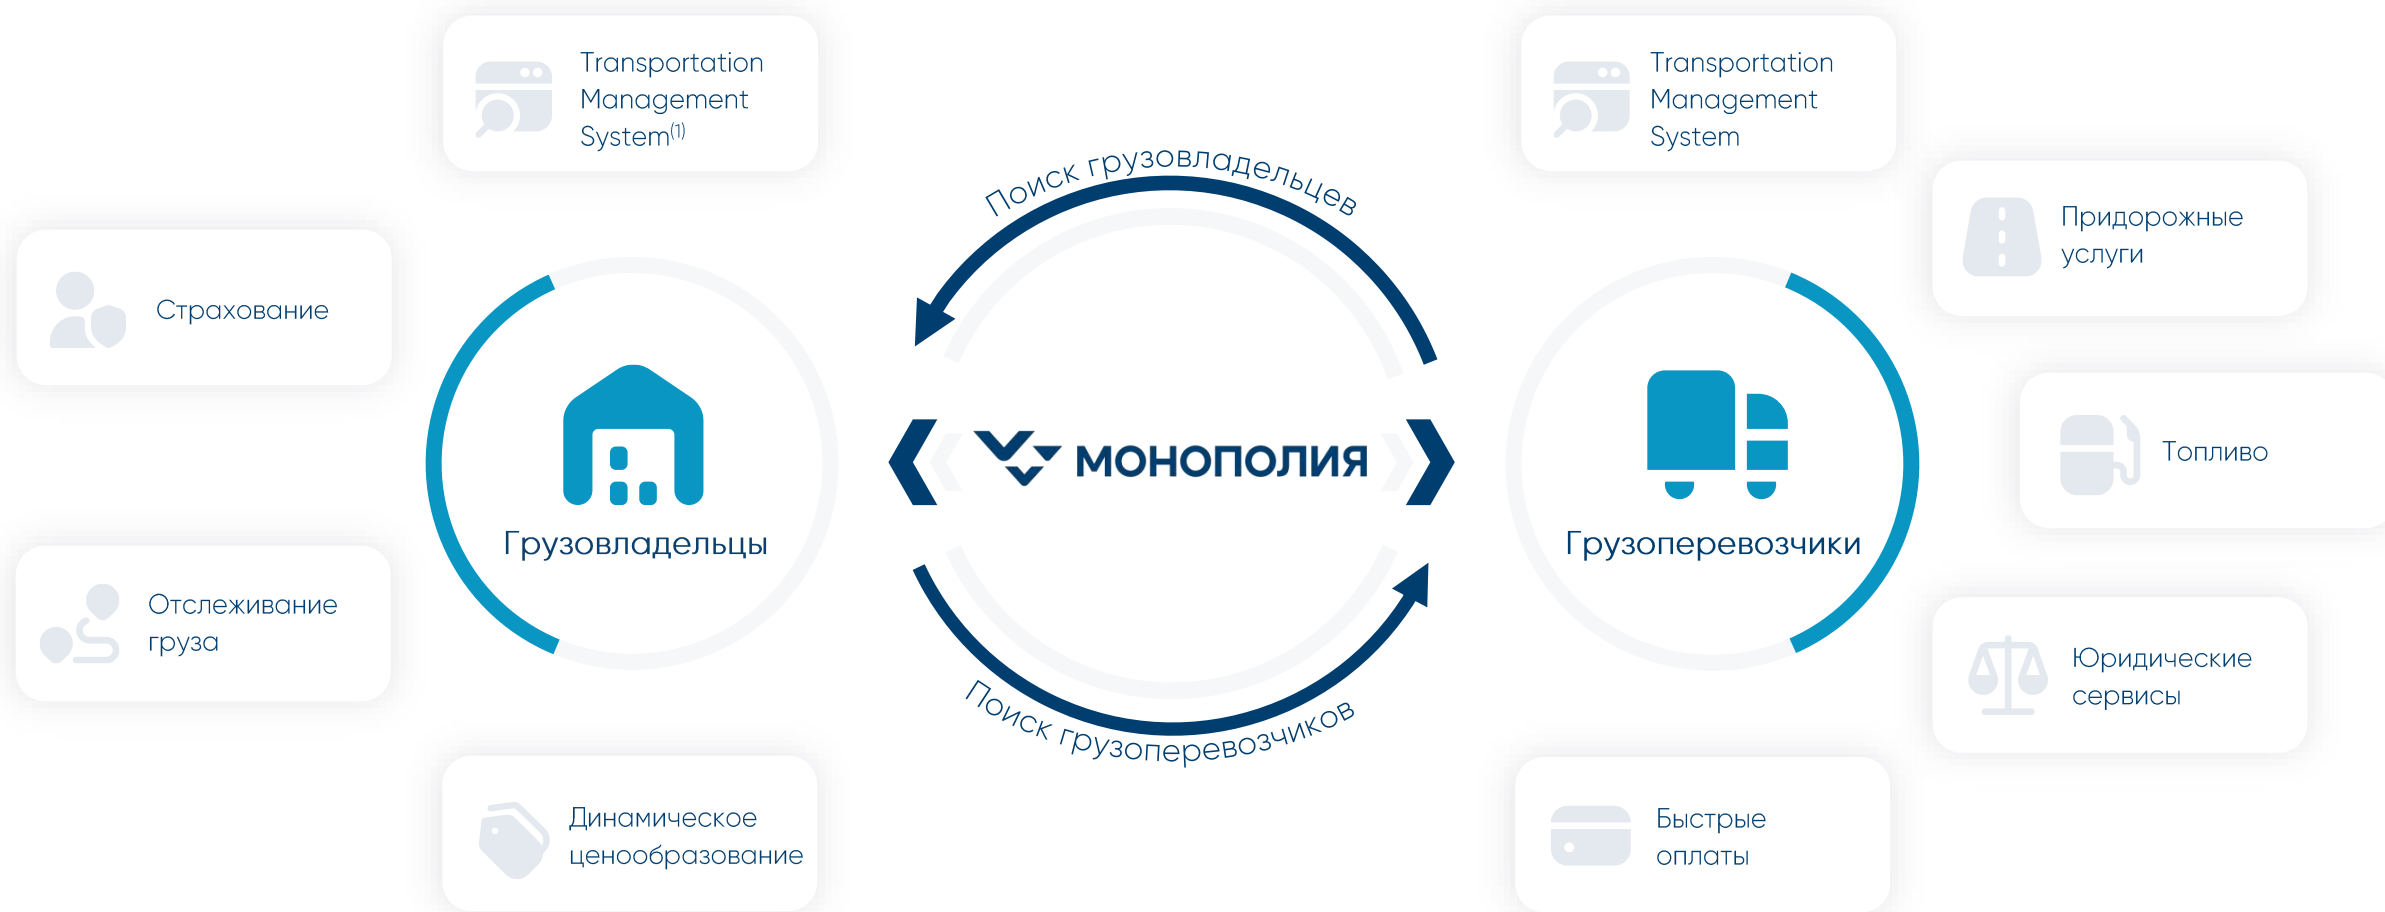 Transportation
Management
System(1)
Страхование
Отслеживание
груза
Динамическое
ценообразование
Грузовладельцы
Поиск грузовладельцев
МОНОПОЛИЯ
Поиск грузоперевозчиков
Грузоперевозчики
Transportation
Management
System
Придорожные
услуги
Топливо
Юридические
сервисы
Быстрые
оплаты